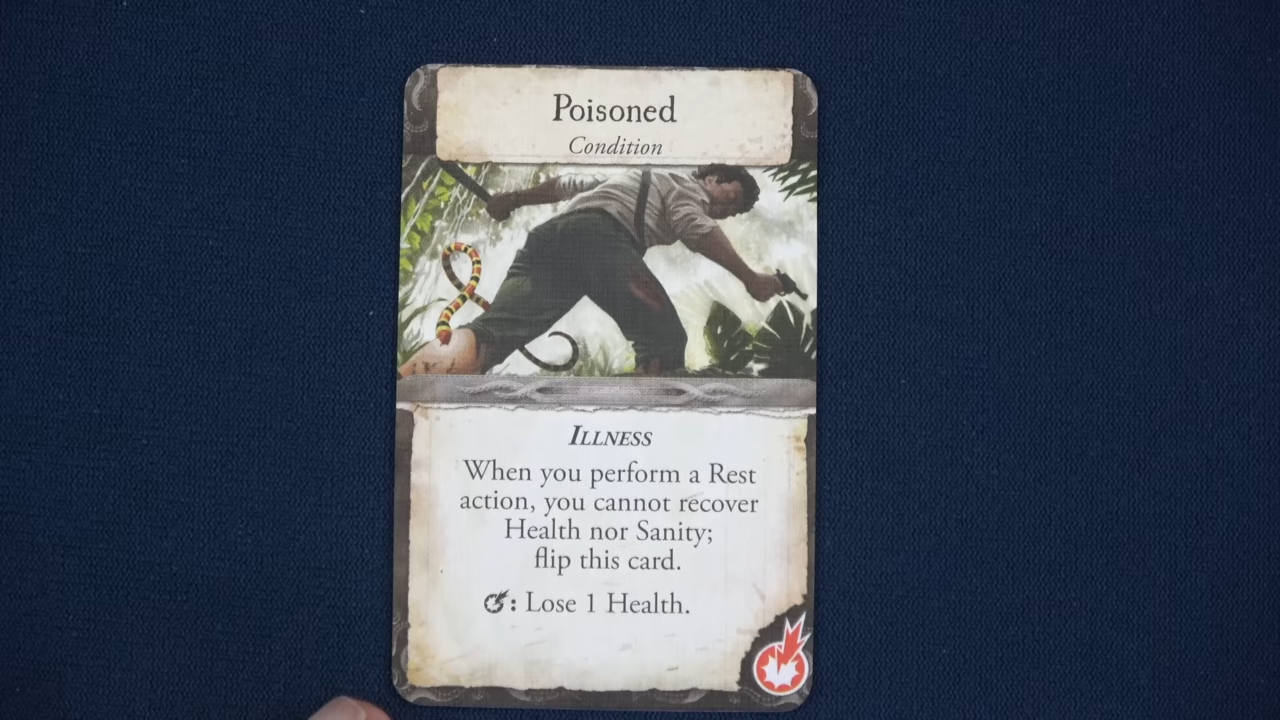 Poisoned
Condition
ILLNESS
When you perform a Rest
action, you cannot recover
Health nor Sanity;
flip this card.
: Lose 1 Health.